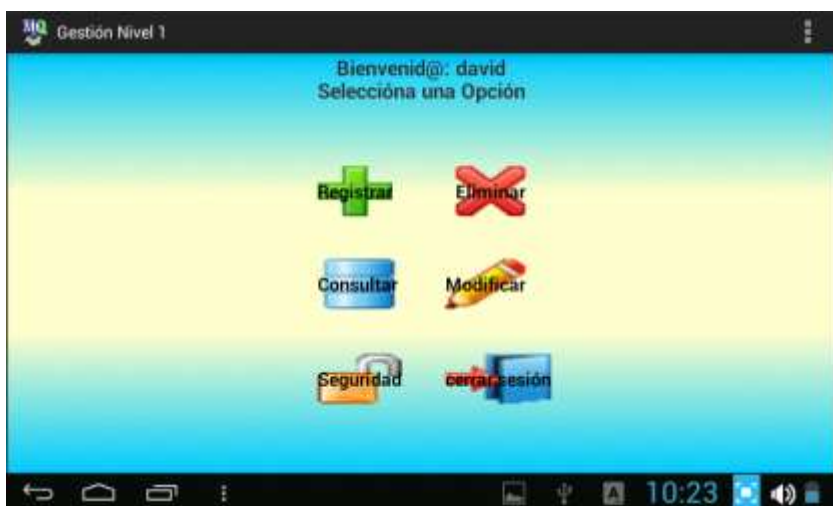 Gestión Nivel 1
Bienvenid@: david
Seleccióna una Opción
Registrar Eliminar
Consultar Modificar
Seguridad cerrar sesión
A 10:23